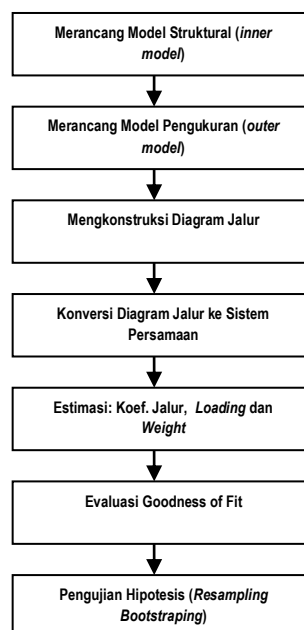 Merancang Model Struktural (inner
model)
Merancang Model Pengukuran (outer
model)
Mengkonstruksi Diagram Jalur
Konversi Diagram Jalur ke Sistem
Persamaan
Estimasi: Koef. Jalur, Loading dan
Weight
Evaluasi Goodness of Fit
Pengujian Hipotesis (Resampling
Bootstraping)